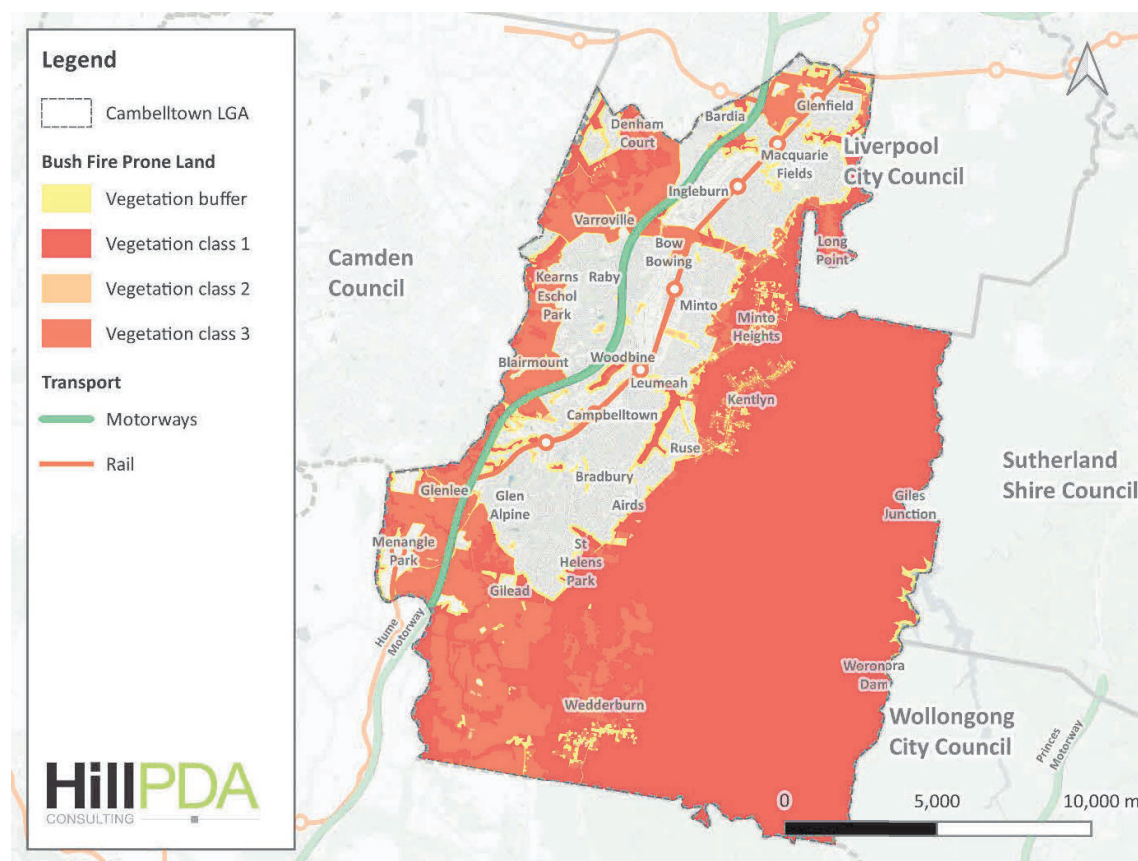 Legend
Cambelltown LGA
Bush Fire Prone Land
Vegetation buffer
Vegetation class 1
Vegetation class 2
Vegetation class 3
Transport
Motorways
Rail
HillPDA
CONSULTING
Glenfield
Bardia
Denham
Court
Liverpool
City Council
Macquarie
Fields
Ingleburn
Varroville
Long
Point
Bow
Bowing
Camden
Council
Kearns
Raby
Eschol
Park
Minto
Minto
Heights
Woodbine
Blairmount
Leumeah
Kentlyn
Campbelltown
Ruse
Sutherland
Shire Council
Bradbury
Glenlee
Glen
Alpine
Airds
Giles
Junction
Menangle
Park
St
Helens
Park
Gilead
Hume
Motorway
Woronora
Dam
Wedderburn
Wollongong
City Council
Princes
Motorway
0 5,000 10,000 m